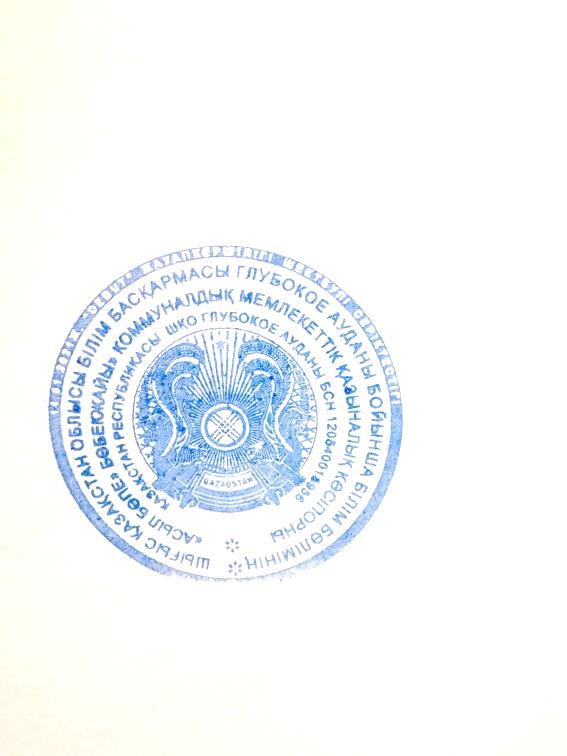 ШЫҒЫС ҚАЗАҚСТАН ОБЛЫСЫ БІЛІМ БАСҚАРМАСЫ ГЛУБОКОЕ АУДАНЫ БОЙЫНША БІЛІМ БӨЛІМІНІҢ
«АСЫЛ БӨПЕ» БӨБЕКЖАЙЫ» КОММУНАЛДЫҚ МЕМЛЕКЕТТІК ҚАЗЫНАЛЫҚ КӘСІПОРНЫ
ҚАЗАҚСТАН РЕСПУБЛИКАСЫ ШҚО ГЛУБОКОЕ АУДАНЫ БСН
QAZAQSTAN